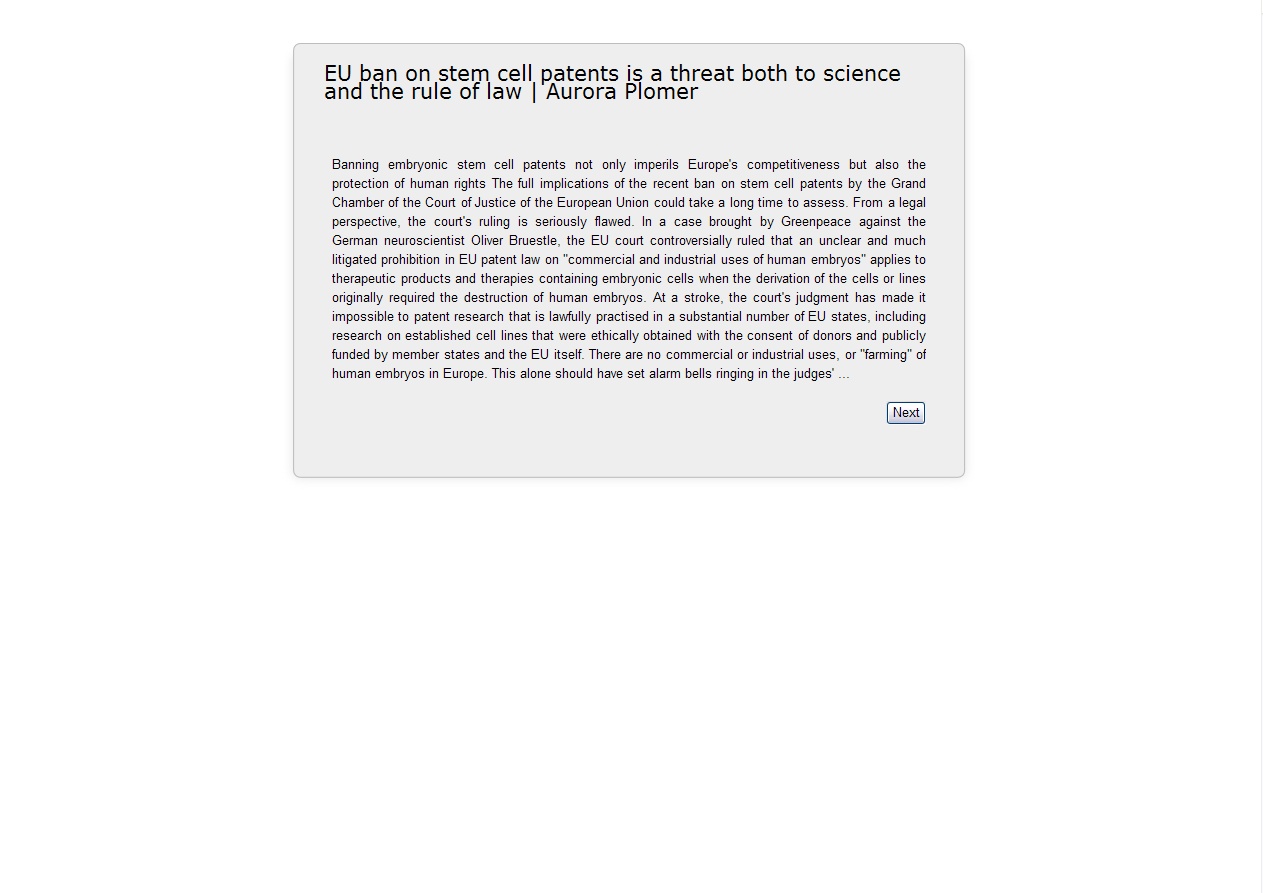 EU ban on stem cell patents is a threat both to science
and the rule of law | Aurora Plomer
Banning embryonic stem cell patents not only imperils Europe's competitiveness but also the
protection of human rights The full implications of the recent ban on stem cell patents by the Grand
Chamber of the Court of Justice of the European Union could take a long time to assess. From a legal
perspective, the court's ruling is seriously flawed. In a case brought by Greenpeace against the
German neuroscientist Oliver Bruestle, the EU court controversially ruled that an unclear and much
litigated prohibition in EU patent law on "commercial and industrial uses of human embryos" applies to
therapeutic products and therapies containing embryonic cells when the derivation of the cells or lines
originally required the destruction of human embryos. At a stroke, the court's judgment has made it
impossible to patent research that is lawfully practised in a substantial number of EU states, including
research on established cell lines that were ethically obtained with the consent of donors and publicly
funded by member states and the EU itself. There are no commercial or industrial uses, or "farming" of
human embryos in Europe. This alone should have set alarm bells ringing in the judges' ...
Next